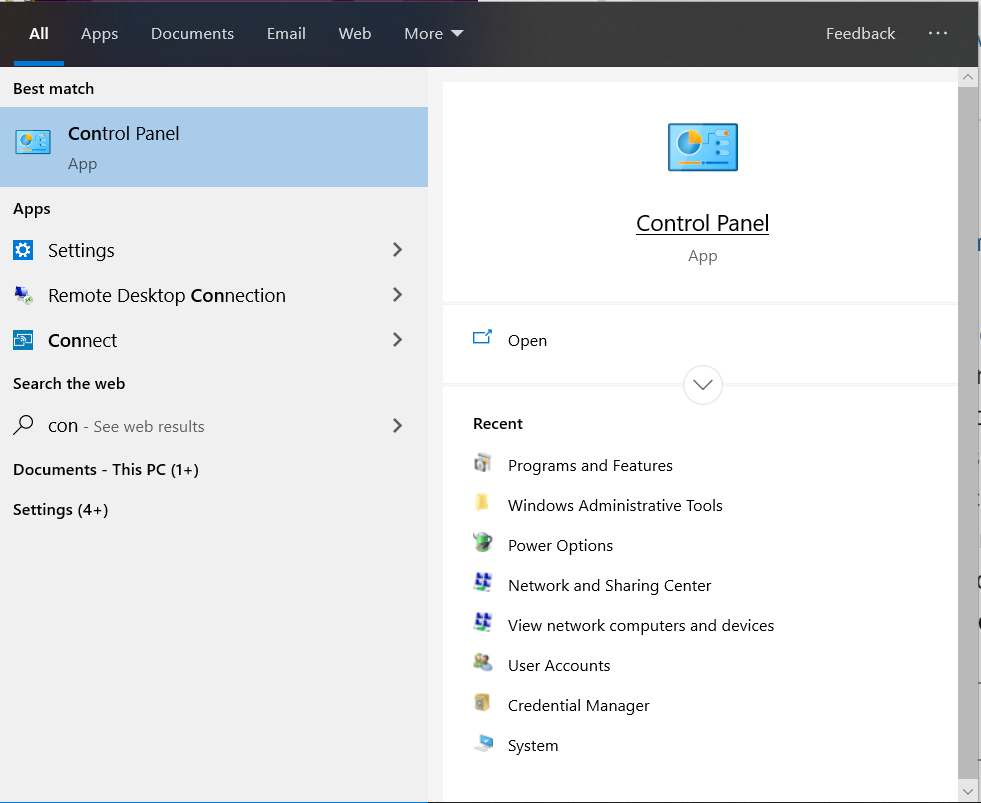 All Apps Documents Email Web More Feedback ...
Best match
Control Panel
App
Apps
Settings
Remote Desktop Connection
Connect
Search the web
con - See web results
Documents - This PC (1+)
Settings (4+)
Control Panel
App
Open
Recent
Programs and Features
Windows Administrative Tools
Power Options
Network and Sharing Center
View network computers and devices
User Accounts
Credential Manager
System